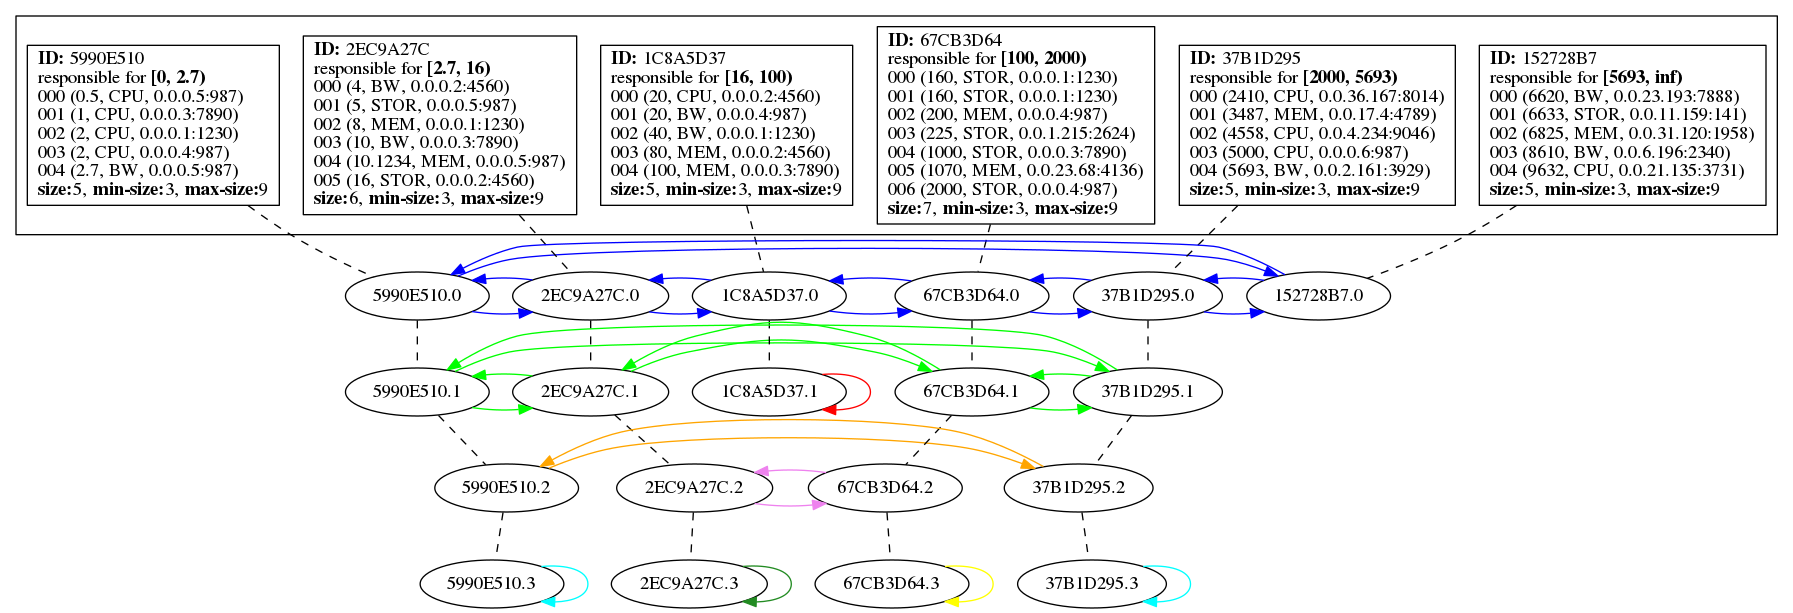 ID: 5990E510
responsible for [0, 2.7)
000 (0.5, CPU, 0.0.0.5:987)
001 (1, CPU, 0.0.0.3:7890)
002 (2, CPU, 0.0.0.1:1230)
003 (2, CPU, 0.0.0.4:987)
004 (2.7, BW, 0.0.0.5:987)
size:5, min-size:3, max-size:9
ID: 2EC9A27C
responsible for [2.7, 16)
000 (4, BW, 0.0.0.2:4560)
001 (5, STOR, 0.0.0.5:987)
002 (8, MEM, 0.0.0.1:1230)
003 (10, BW, 0.0.0.3:7890)
004 (10.1234, MEM, 0.0.0.5:987)
005 (16, STOR, 0.0.0.2:4560)
size:6, min-size:3, max-size:9
ID: 1C8A5D37
responsible for [16, 100)
000 (20, CPU, 0.0.0.2:4560)
001 (20, BW, 0.0.0.4:987)
002 (40, BW, 0.0.0.1:1230)
003 (80, MEM, 0.0.0.2:4560)
004 (100, MEM, 0.0.0.3:7890)
size:5, min-size:3, max-size:9
ID: 67CB3D64
responsible for [100, 2000)
000 (160, STOR, 0.0.0.1:1230)
001 (160, STOR, 0.0.0.1:1230)
002 (200, MEM, 0.0.0.4:987)
003 (225, STOR, 0.0.1.215:2624)
004 (1000, STOR, 0.0.0.3:7890)
005 (1070, MEM, 0.0.23.68:4136)
006 (2000, STOR, 0.0.0.4:987)
size:7, min-size:3, max-size:9
ID: 37B1D295
responsible for [2000, 5693)
000 (2410, CPU, 0.0.36.167:8014)
001 (3487, MEM, 0.0.17.4:4789)
002 (4558, CPU, 0.0.4.234:9046)
003 (5000, CPU, 0.0.0.6:987)
004 (5693, BW, 0.0.2.161:3929)
size:5, min-size:3, max-size:9
ID: 152728B7
responsible for [5693, inf)
000 (6620, BW, 0.0.23.193:7888)
001 (6633, STOR, 0.0.11.159:141)
002 (6825, MEM, 0.0.31.120:1958)
003 (8610, BW, 0.0.6.196:2340)
004 (9632, CPU, 0.0.21.135:3731)
size:5, min-size:3, max-size:9
5990E510.0
2EC9A27C.0
1C8A5D37.0
67CB3D64.0
37B1D295.0
152728B7.0
5990E510.1
2EC9A27C.1
1C8A5D37.1
67CB3D64.1
37B1D295.1
5990E510.2
2EC9A27C.2
67CB3D64.2
37B1D295.2
5990E510.3
2EC9A27C.3
67CB3D64.3
37B1D295.3